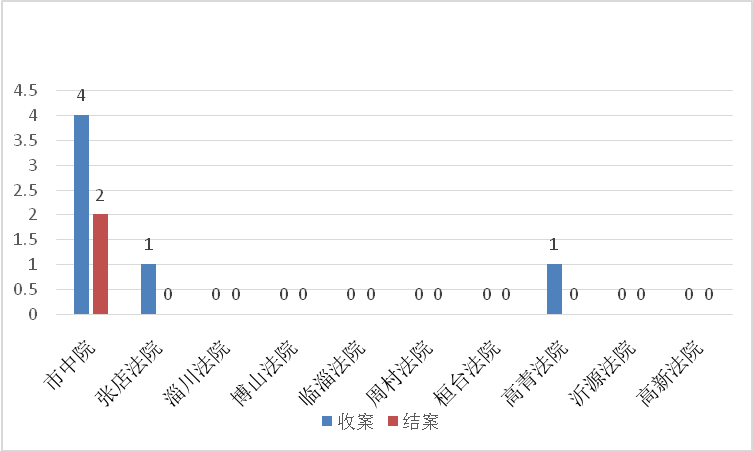 4.5
4
3.5
3
2.5
2
1.5
1
0.5
0
4
2
1
0
0 0
0 0
0 0
0 0
0 0
1
0
0 0
0 0
市中院
张店法院
淄川法院
博山法院
临淄法院
周村法院
桓台法院
高青法院
沂源法院
高新法院
收案 结案